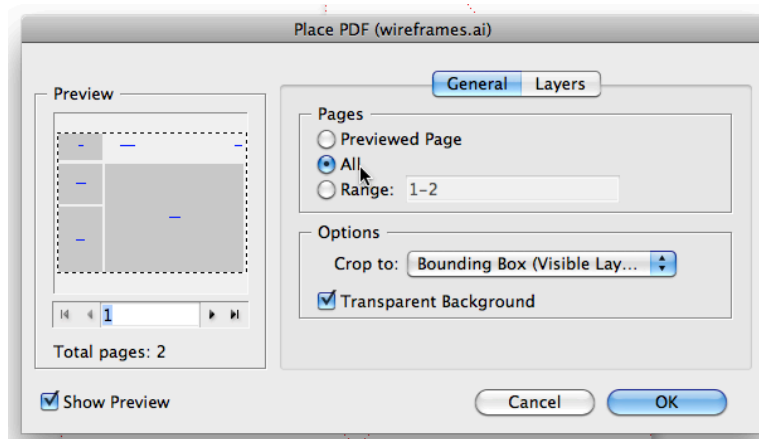 Place PDF (wireframes.ai)
General
Layers
Preview
1
Total pages: 2
Show Preview
Pages
Previewed Page
All
Range: 1-2
Options
Crop to: Bounding Box (Visible Lay...
Transparent Background
Cancel
OK